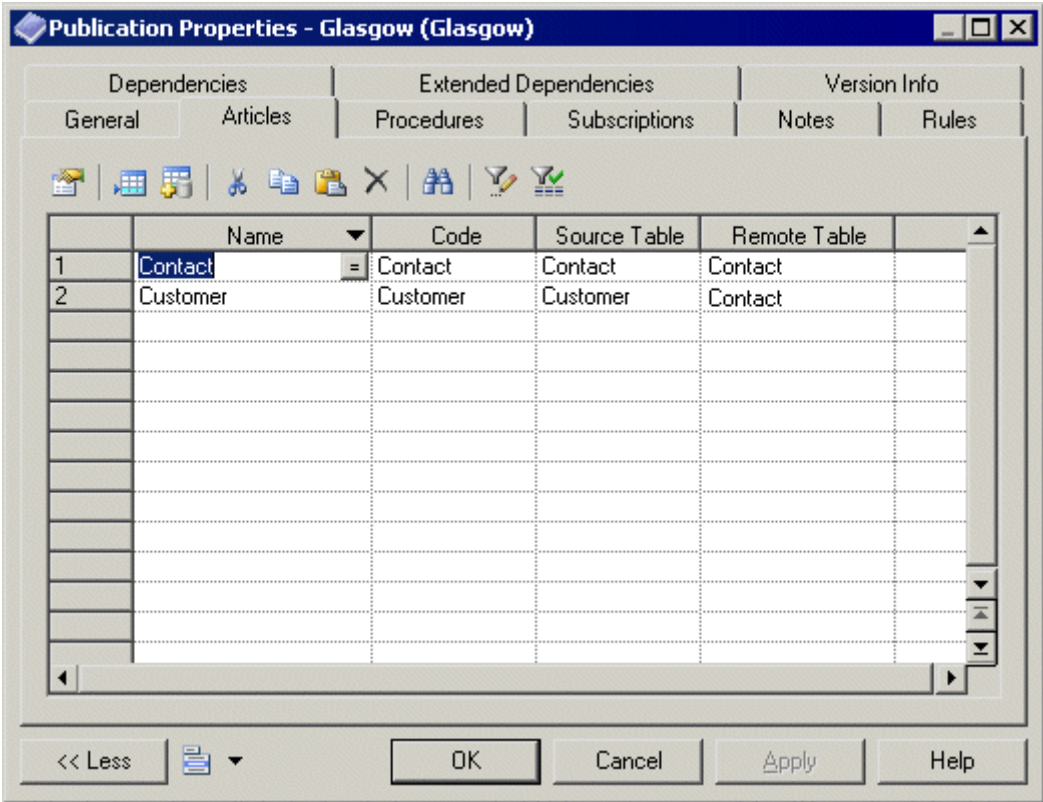 Publication Properties - Glasgow (Glasgow)
Dependencies Extended Dependencies Version Info
General Articles Procedures Subscriptions Notes Rules
Name Code Source Table Remote Table
1 Contact = Contact Contact Contact
2 Customer Customer Customer Contact
<< Less OK Cancel Apply Help